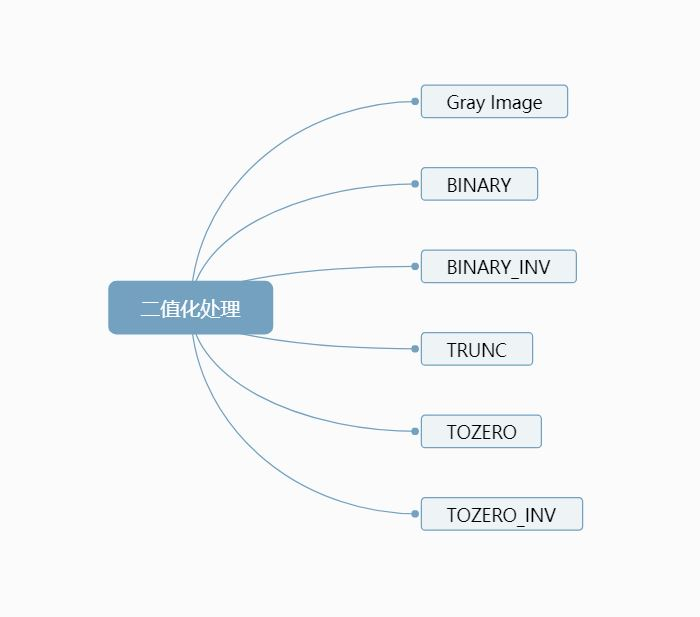 Gray Image
BINARY
BINARY_INV
二值化处理
TRUNC
TOZERO
TOZERO_INV